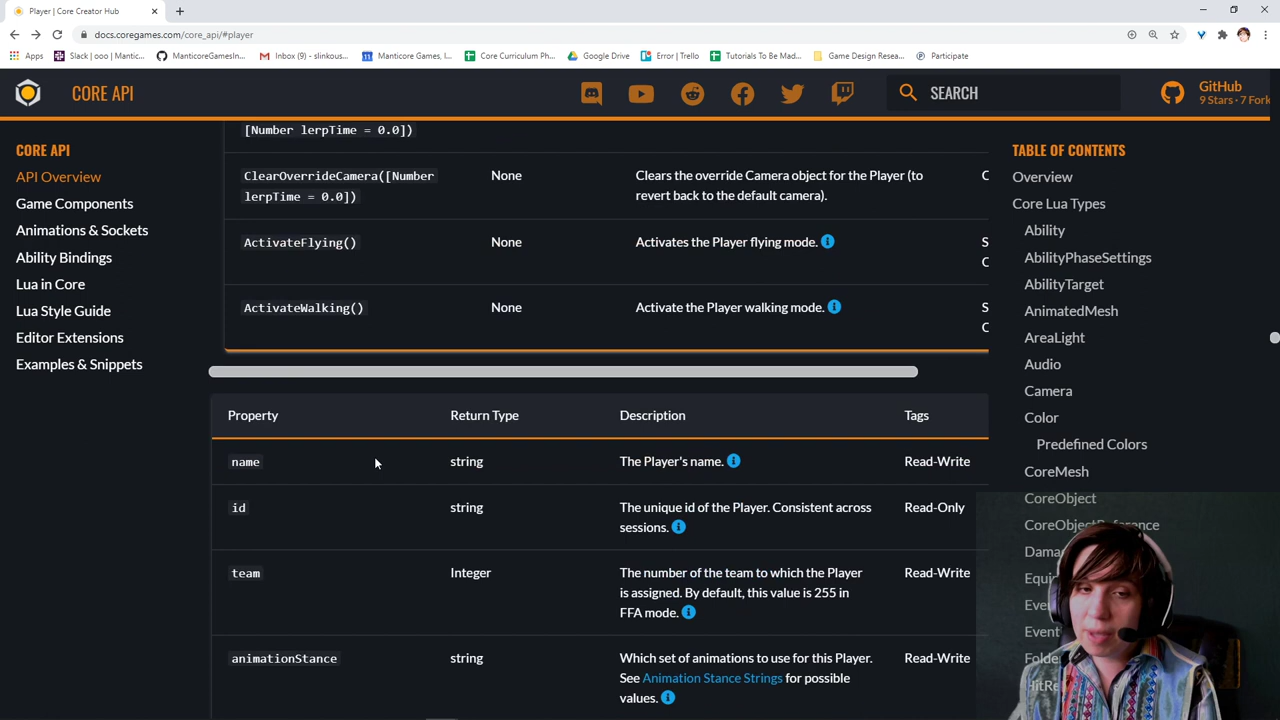 Player | Core Creator Hub
docs.coregames.com/core_api/#player
Apps
Slack | ooo | Mantic...
ManticoreGamesIn...
Inbox (9) - slinkous...
Manticore Games, I...
Core Curriculum Ph...
Google Drive
Error | Trello
Tutorials To Be Mad...
Game Design Resea...
Participate
CORE API
SEARCH
GitHub
9 Stars · 7 Fork
CORE API
API Overview
Game Components
Animations & Sockets
Ability Bindings
Lua in Core
Lua Style Guide
Editor Extensions
Examples & Snippets
[Number lerpTime = 0.0])
ClearOverrideCamera([Number lerpTime = 0.0])
None
Clears the override Camera object for the Player (to
revert back to the default camera).
C
ActivateFlying()
None
Activates the Player flying mode.
S
C
ActivateWalking()
None
Activate the Player walking mode.
S
C
Property
Return Type
Description
Tags
name
string
The Player's name.
Read-Write
id
string
The unique id of the Player. Consistent across
sessions.
Read-Only
team
Integer
The number of the team to which the Player
is assigned. By default, this value is 255 in
FFA mode.
Read-Write
animationStance
string
Which set of animations to use for this Player.
See Animation Stance Strings for possible
values.
Read-Write
TABLE OF CONTENTS
Overview
Core Lua Types
Ability
AbilityPhaseSettings
AbilityTarget
AnimatedMesh
AreaLight
Audio
Camera
Color
Predefined Colors
CoreMesh
CoreObject
CoreObjectReference
Dama
Equi
Eve
Event
Folde
HitRe